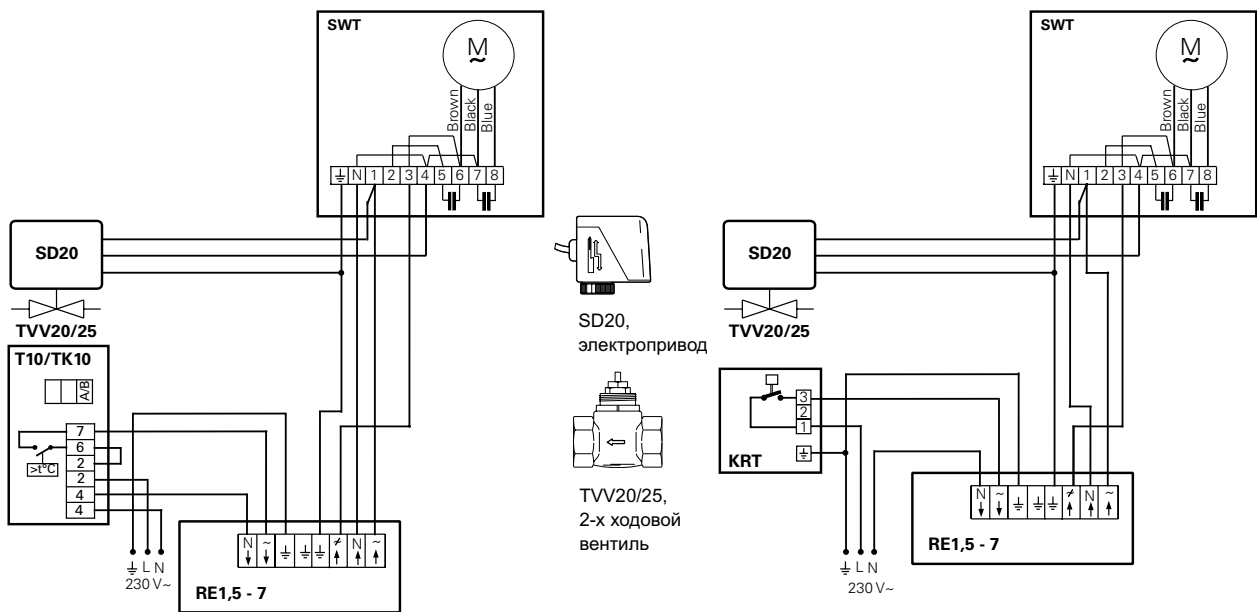 SWT
M
~
Brown
Black
Blue
N 1 2 3 4 5 6 7 8
SD20
TVV20/25
T10/TK10
A/B
7
6
2
2
4
4
>t°C
L N
230 V~
N ~ ≁ N ~
RE1,5 - 7
SD20,
электропривод
TVV20/25,
2-х ходовой
вентиль
SWT
M
~
Brown
Black
Blue
N 1 2 3 4 5 6 7 8
SD20
TVV20/25
3
2
1
KRT
L N
230 V~
N ~ ≁ N ~
RE1,5 - 7